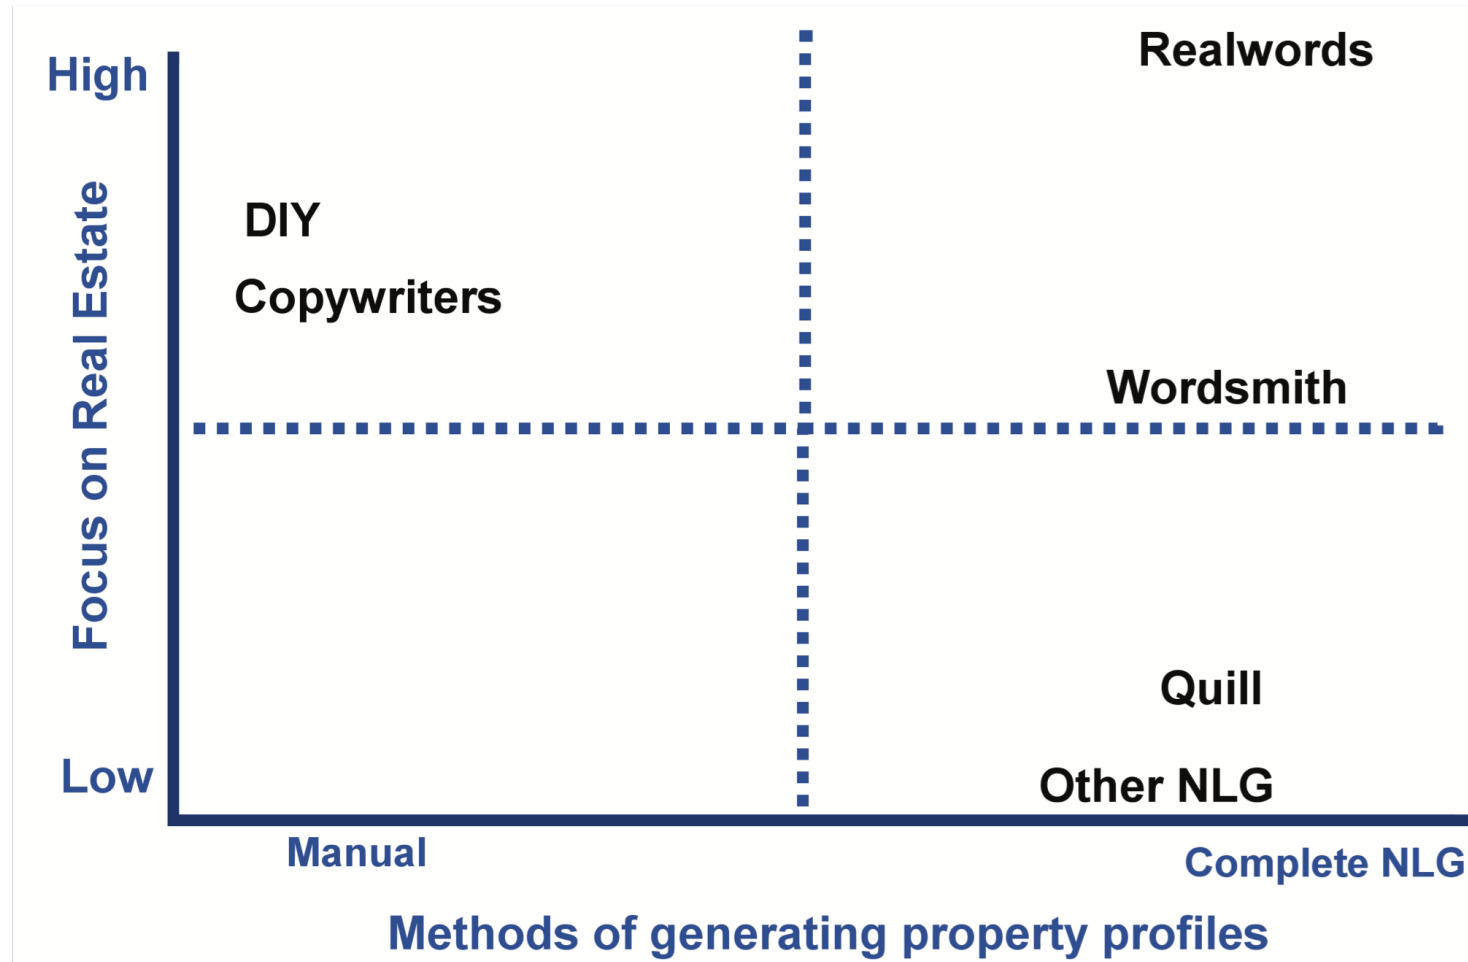 Realwords
High
DIY
Copywriters
Focus on Real Estate
Wordsmith
Quill
Low
Other NLG
Manual
Complete NLG
Methods of generating property profiles